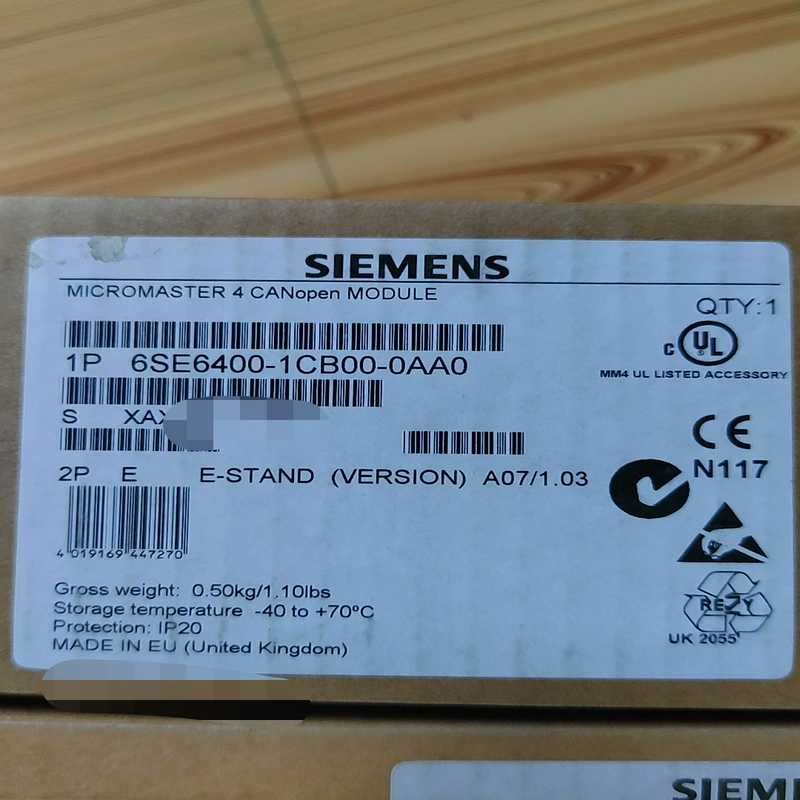 SIEMENS
MICROMASTER 4 CANopen MODULE
QTY:1
1P 6SE6400-1CB00-0AA0
C UL
MM4 UL LISTED ACCESSORY
S
CE
N117
2P E E-STAND (VERSION) A07/1.03
4 019169 447270
Gross weight: 0.50kg/1.10lbs
Storage temperature -40 to +70°C
Protection: IP20
MADE IN EU (United Kingdom)
REZY
UK 2055